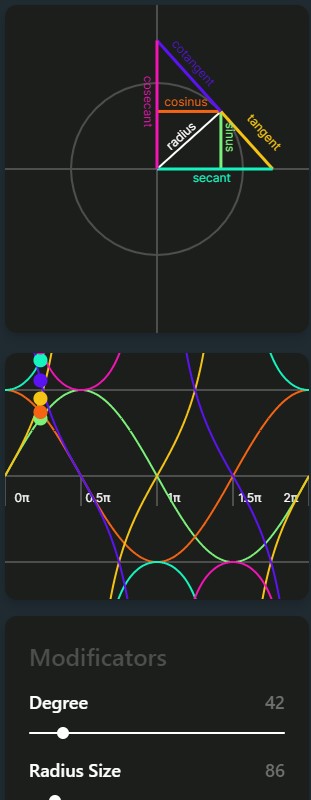 cotangent
cosecant
cosinus
radius
sinus
tangent
secant
0π
0.5π
1π
1.5π
2π
Modificators
Degree 42
Radius Size 86